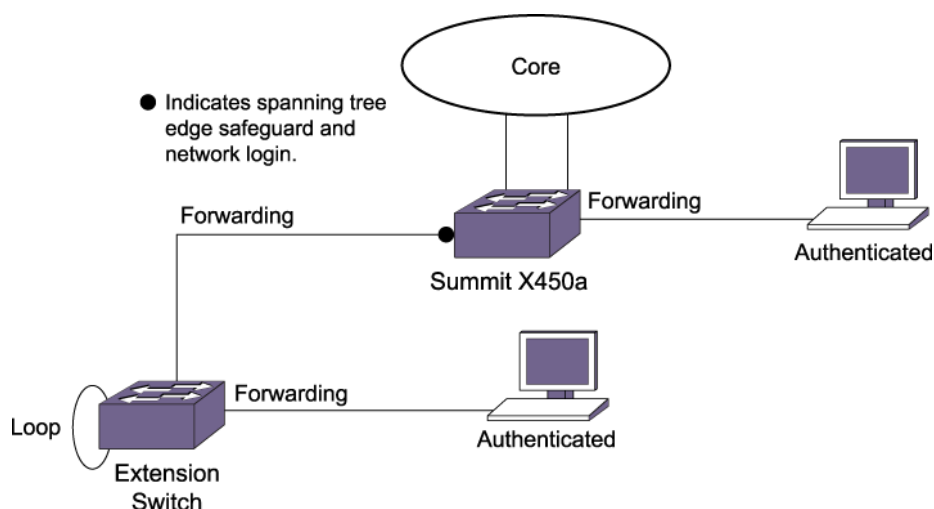 Core
Indicates spanning tree
edge safeguard and
network login.
Forwarding
Forwarding
Authenticated
Summit X450a
Forwarding
Loop
Authenticated
Extension
Switch